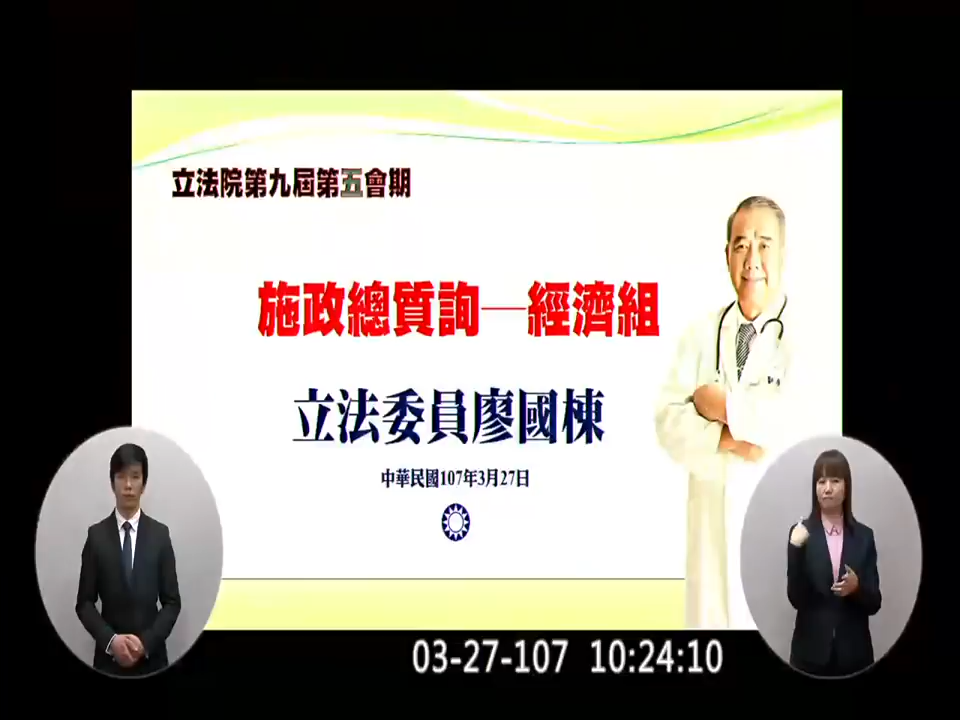 立法院第九屆第五會期
施政總質詢—經濟組
立法委員廖國棟
中華民國107年3月27日
03-27-107 10:24:10